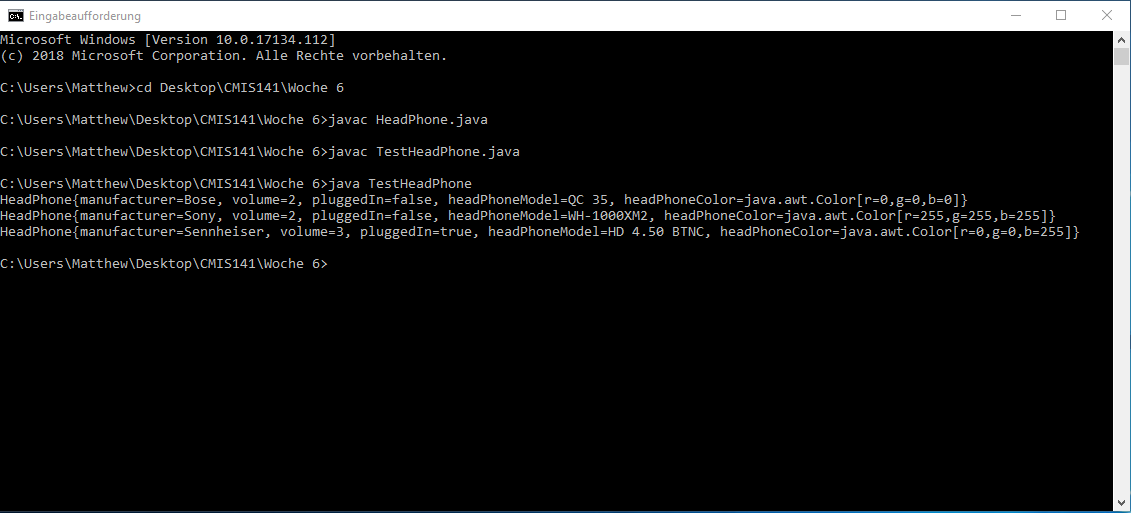 Eingabeaufforderung
Microsoft Windows [Version 10.0.17134.112]
(c) 2018 Microsoft Corporation. Alle Rechte vorbehalten.
C:\Users\Matthew>cd Desktop\CMIS141\Woche 6
C:\Users\Matthew\Desktop\CMIS141\Woche 6>javac HeadPhone.java
C:\Users\Matthew\Desktop\CMIS141\Woche 6>javac TestHeadPhone.java
C:\Users\Matthew\Desktop\CMIS141\Woche 6>java TestHeadPhone
HeadPhone{manufacturer=Bose, volume=2, pluggedIn=false, headPhoneModel=QC 35, headPhoneColor=java.awt.Color[r=0,g=0,b=0]}
HeadPhone{manufacturer=Sony, volume=2, pluggedIn=false, headPhoneModel=WH-1000XM2, headPhoneColor=java.awt.Color[r=255,g=255,b=255]}
HeadPhone{manufacturer=Sennheiser, volume=3, pluggedIn=true, headPhoneModel=HD 4.50 BTNC, headPhoneColor=java.awt.Color[r=0,g=0,b=255]}
C:\Users\Matthew\Desktop\CMIS141\Woche 6>